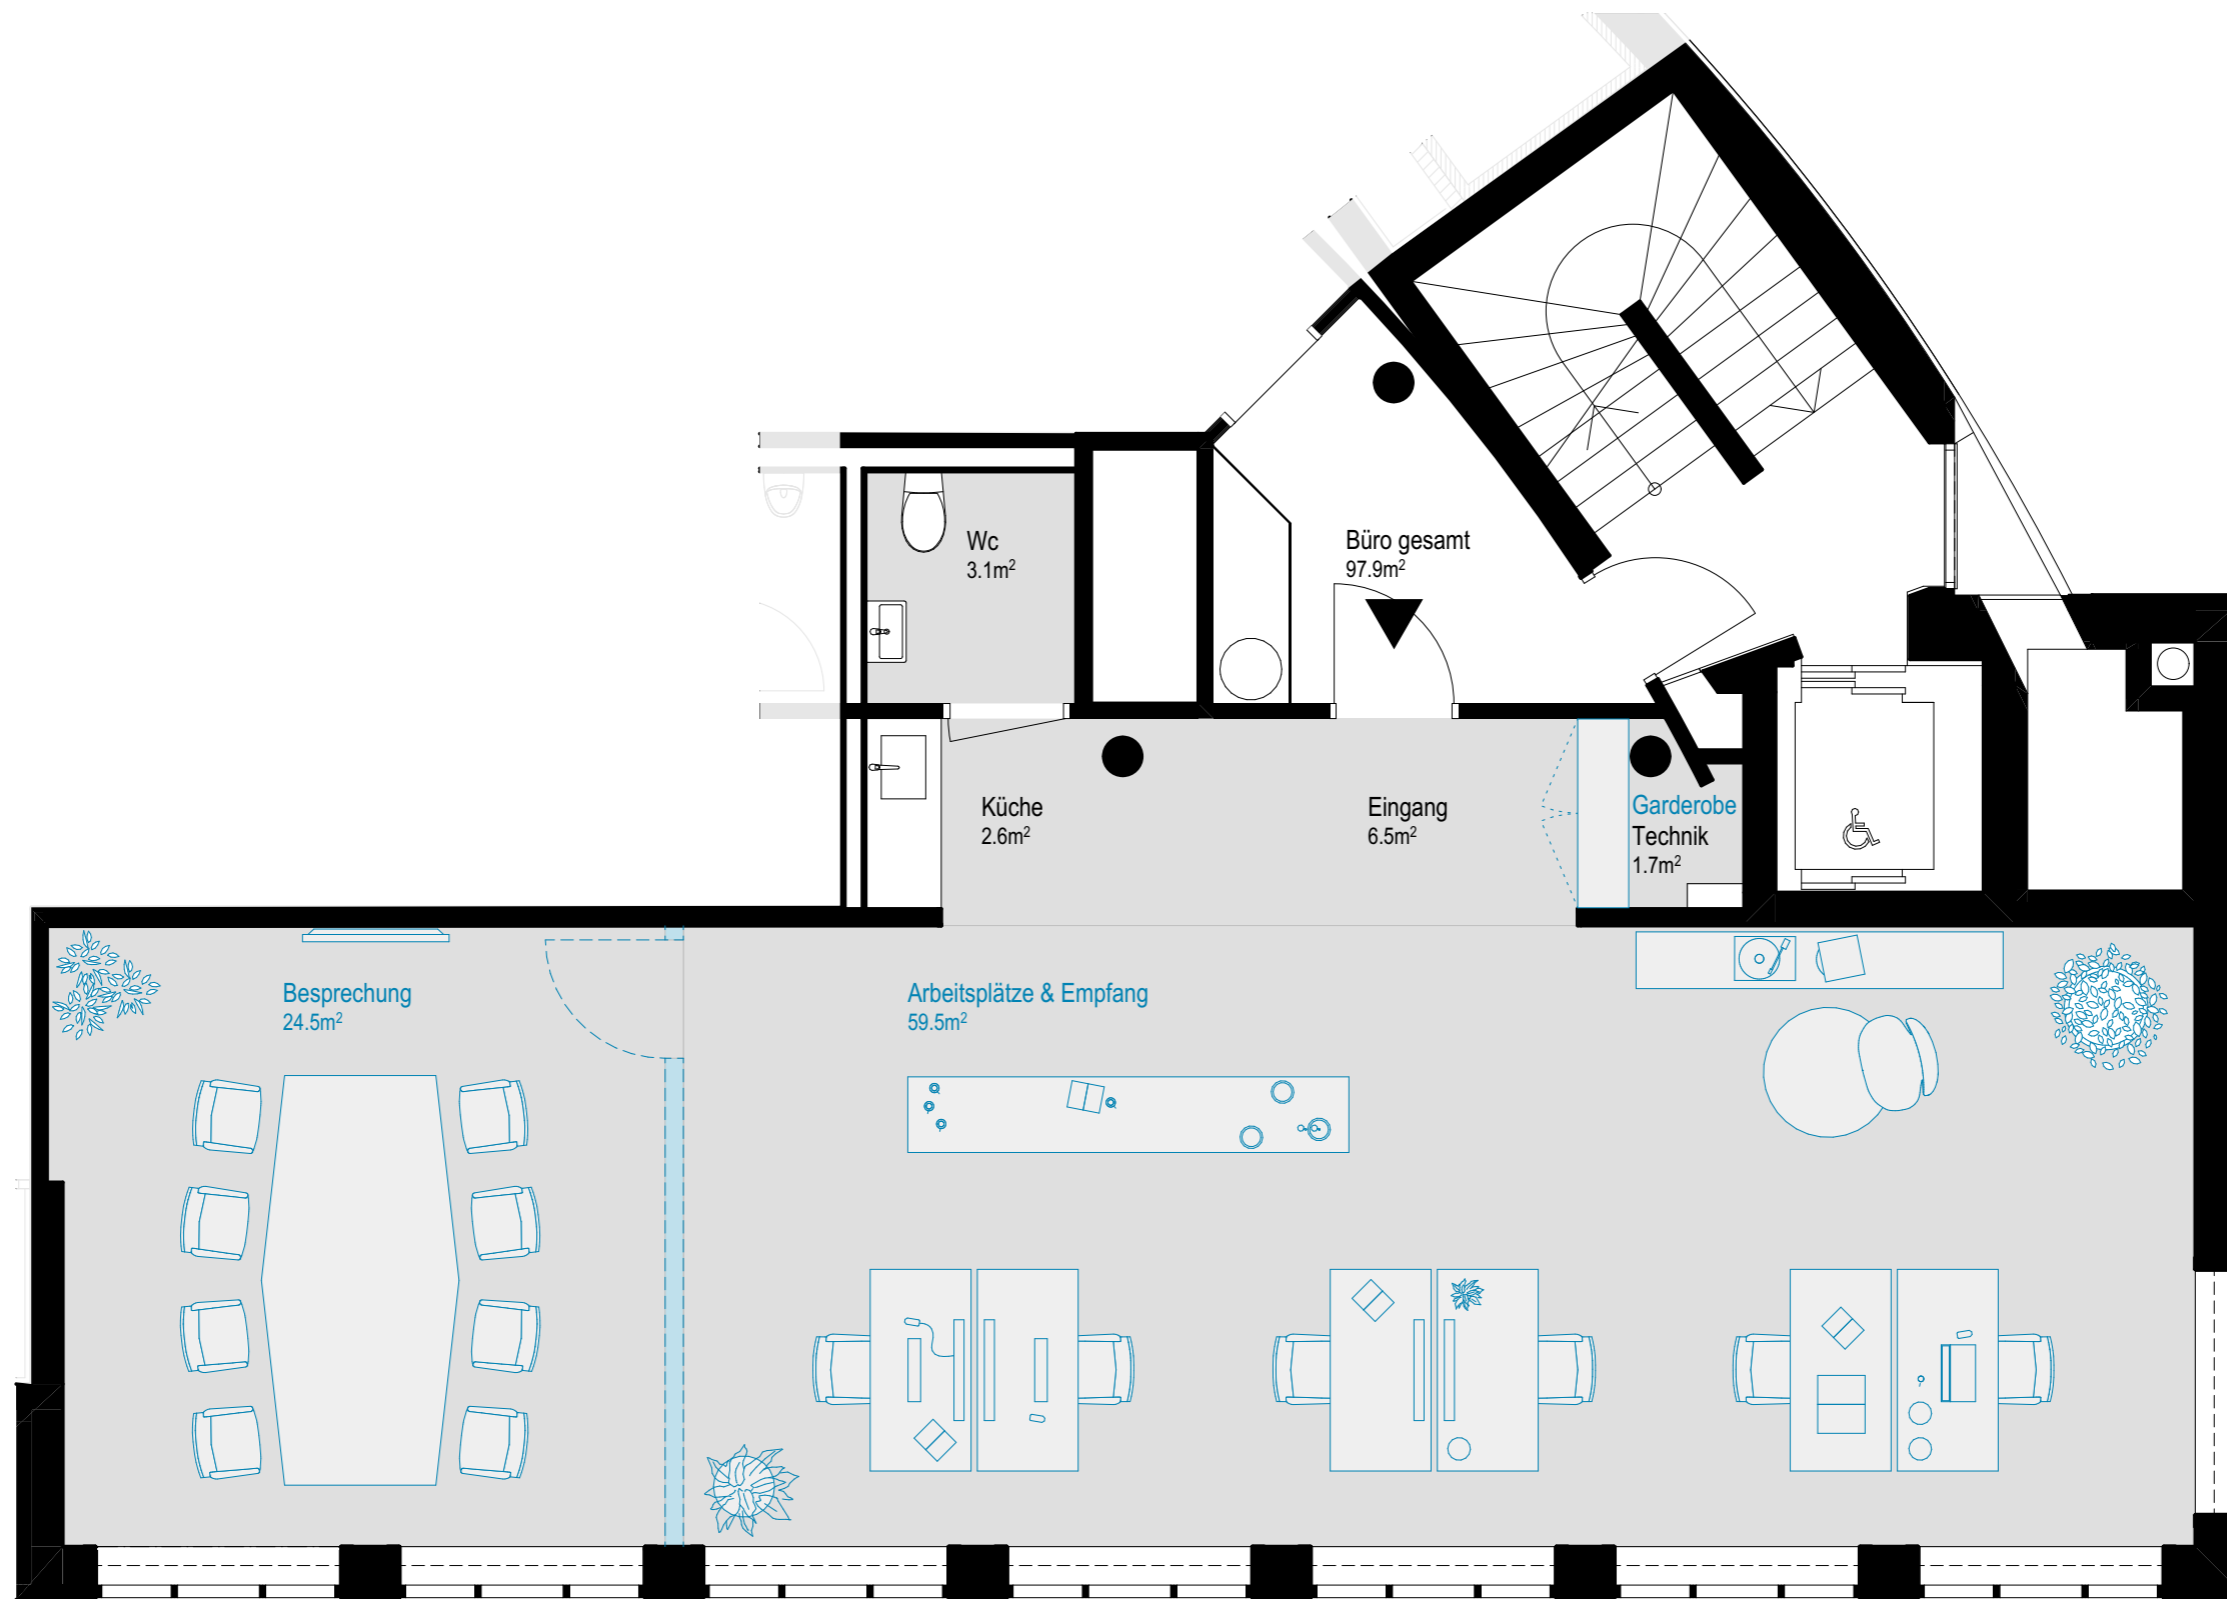 Wc
3.1m²
Büro gesamt
97.9m²
Küche
2.6m²
Eingang
6.5m²
Garderobe
Technik
1.7m²
Besprechung
24.5m²
Arbeitsplätze & Empfang
59.5m²